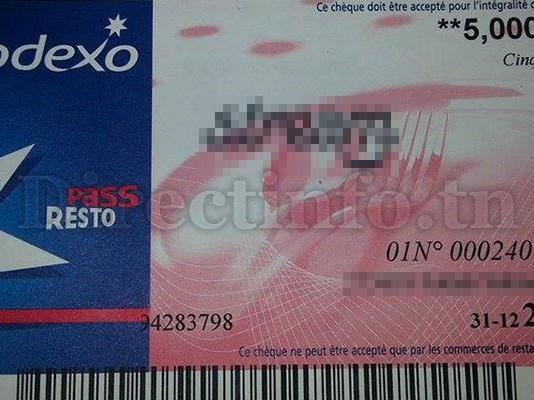 Ce chèque doit être accepté pour l'intégralité
**5,000
odexo
Cinq
Directinfo.tn
Pass
RESTO
01N° 000240
94283798
31-12
Ce chèque ne peut être accepté que par les commerces de resta